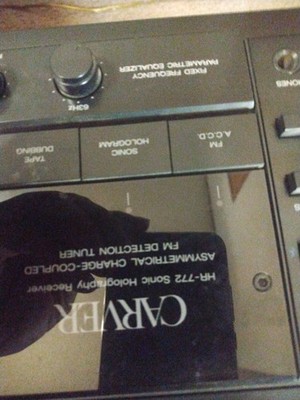 CARVER
HR-772 Sonic Holography Receiver
ASYMMETRICAL CHARGE-COUPLED
FM DETECTION TUNER
FM
A.C.C.D.
SONIC
HOLOGRAM
TAPE
DUBBING
63Hz
FIXED FREQUENCY
PARAMETRIC EQUALIZER